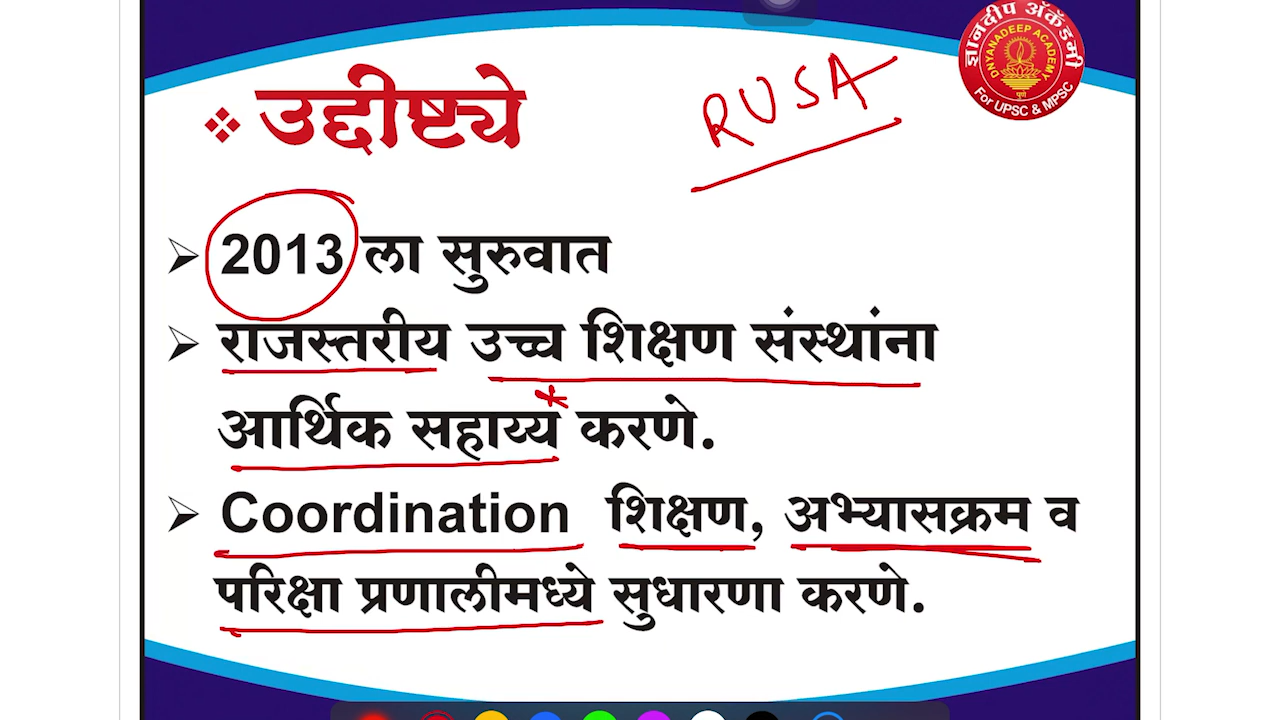 ज्ञानदीप अ‍ॅकॅडमी
DNYANADEEP ACADEMY
पुणे
For UPSC & MPSC
❖ उद्दीष्ट्ये
RUSA
➢ 2013 ला सुरुवात
➢ राजस्तरीय उच्च शिक्षण संस्थांना
आर्थिक सहाय्य करणे.
➢ Coordination शिक्षण, अभ्यासक्रम व
परिक्षा प्रणालीमध्ये सुधारणा करणे.